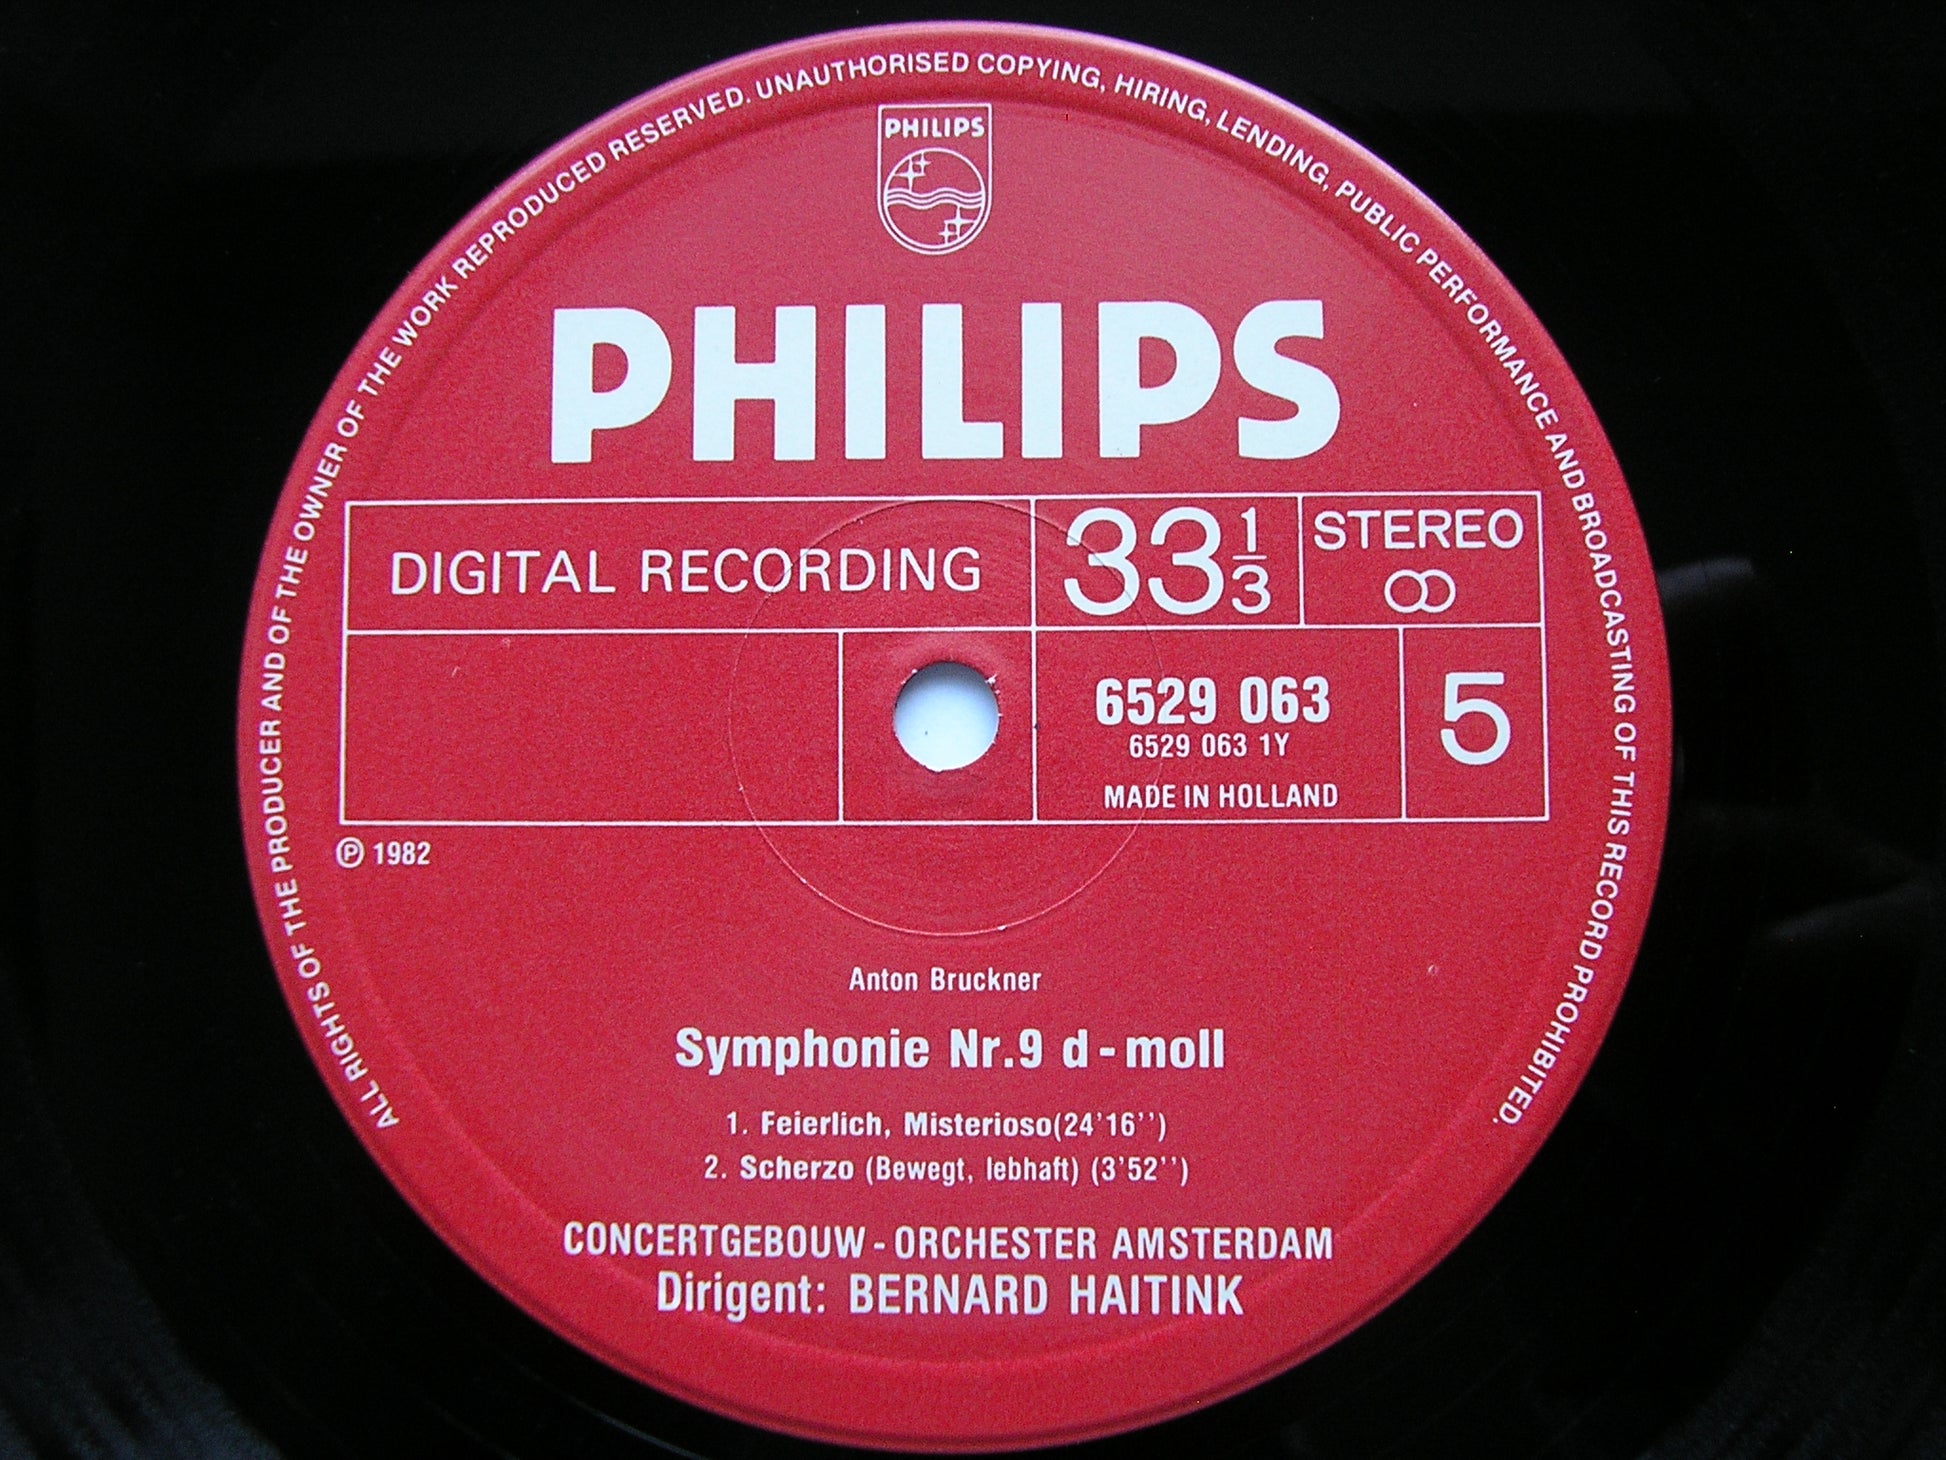 ALL RIGHTS OF THE PRODUCER AND OF THE OWNER OF THE WORK REPRODUCED RESERVED. UNAUTHORISED COPYING, HIRING, LENDING, PUBLIC PERFORMANCE AND BROADCASTING OF THIS RECORD PROHIBITED.
PHILIPS
PHILIPS
DIGITAL RECORDING
33 1/3
STEREO
6529 063
6529 063 1Y
MADE IN HOLLAND
5
℗ 1982
Anton Bruckner
Symphonie Nr.9 d-moll
1. Feierlich, Misterioso(24'16'')
2. Scherzo (Bewegt, lebhaft) (3'52'')
CONCERTGEBOUW-ORCHESTER AMSTERDAM
Dirigent: BERNARD HAITINK